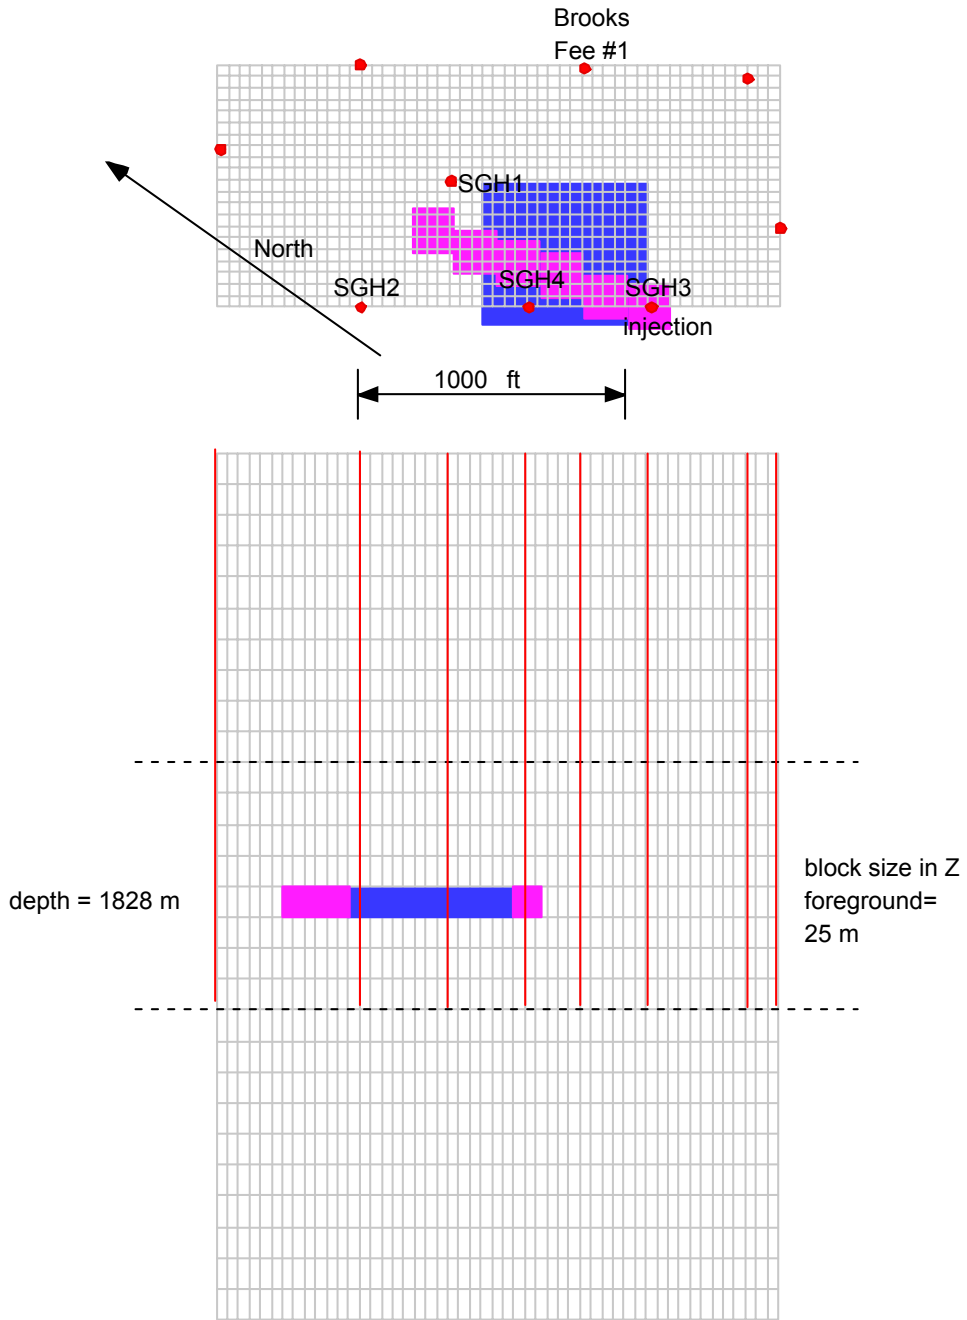 Brooks
Fee #1
SGH1
North
SGH2
SGH4
SGH3
injection
1000 ft
depth = 1828 m
block size in Z
foreground=
25 m